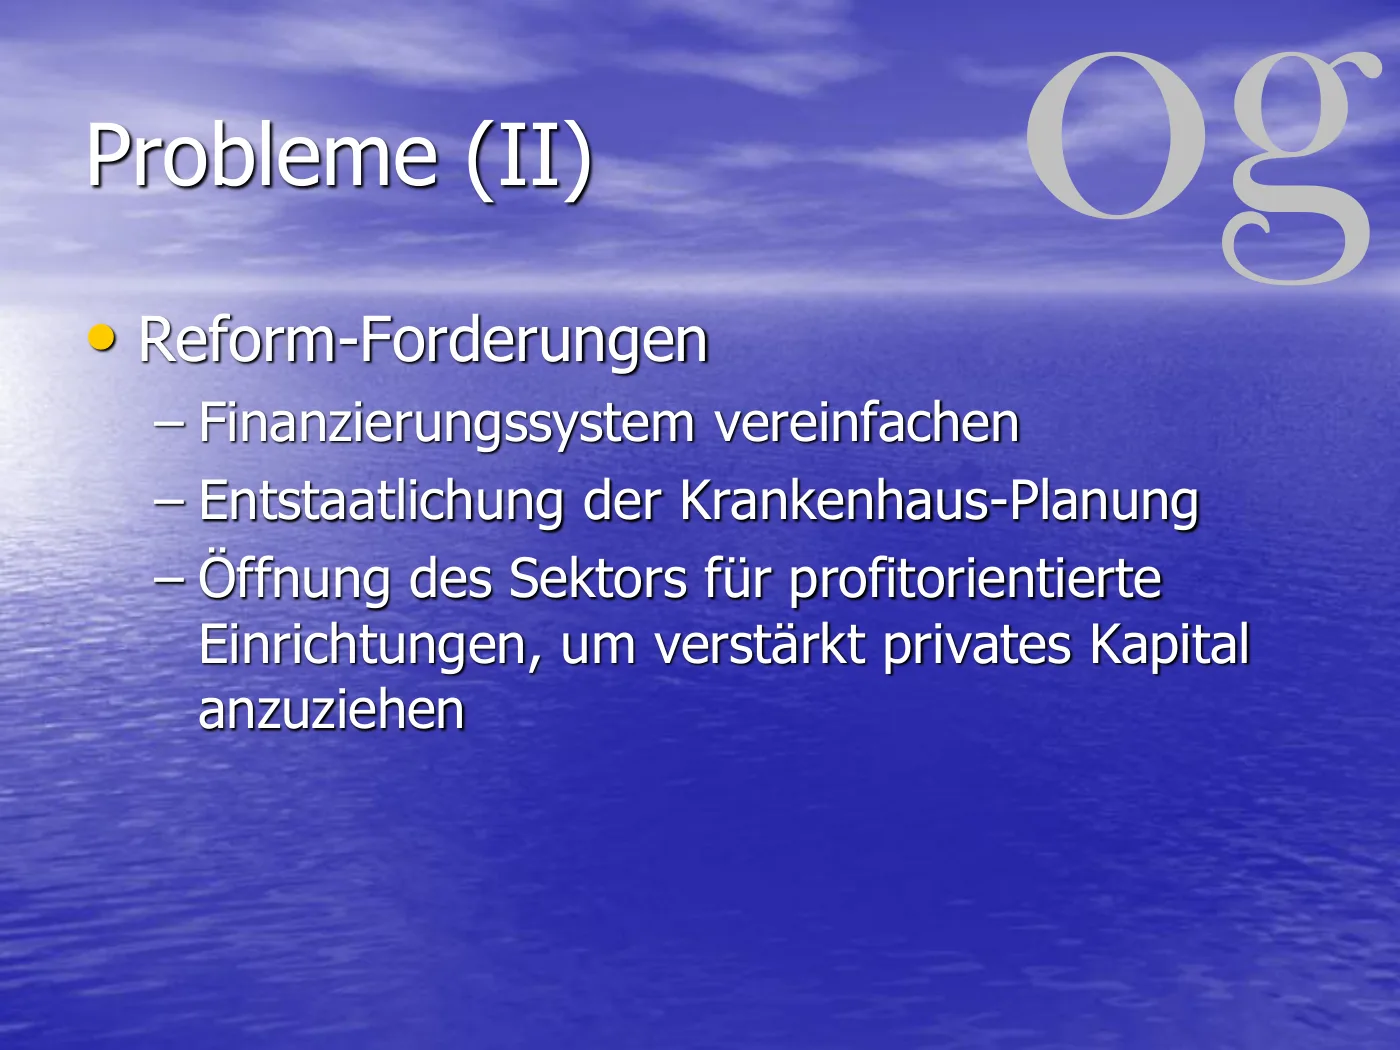 og
Probleme (II)
• Reform-Forderungen
– Finanzierungssystem vereinfachen
– Entstaatlichung der Krankenhaus-Planung
– Öffnung des Sektors für profitorientierte
Einrichtungen, um verstärkt privates Kapital
anzuziehen